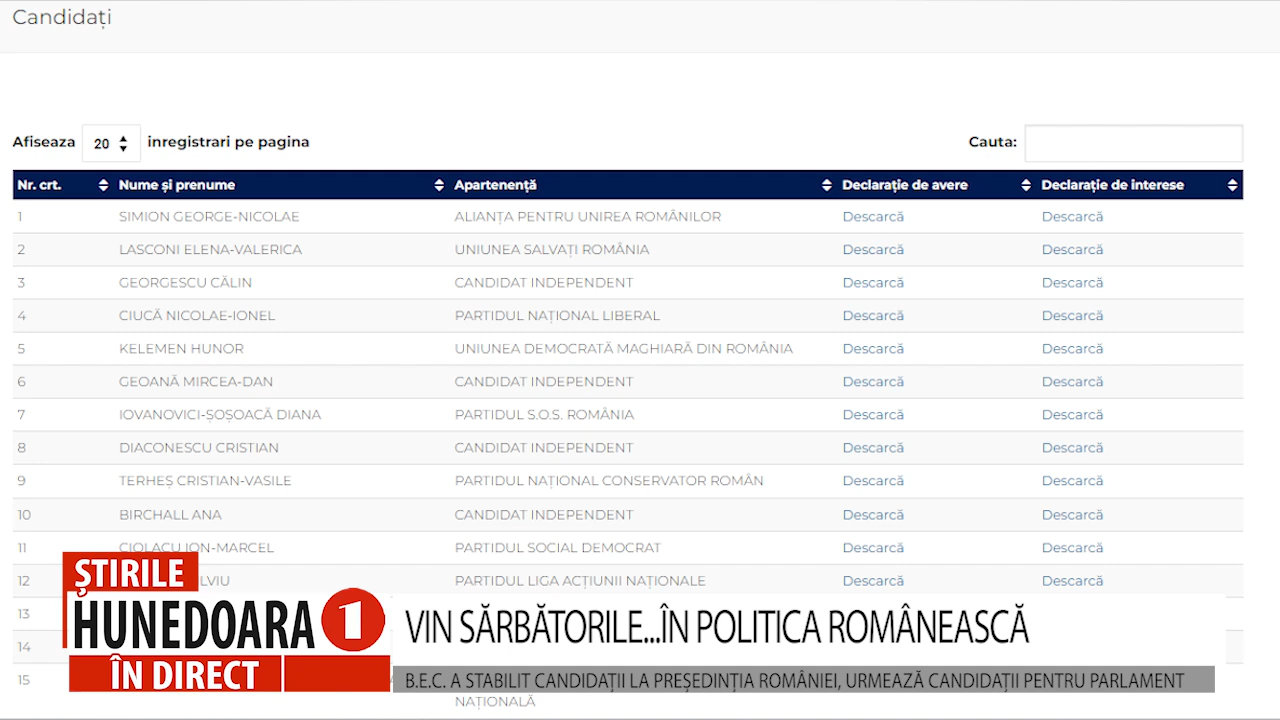 Candidați
Afiseaza 20 inregistrari pe pagina Cauta:
Nr. crt. Nume și prenume Apartenență Declarație de avere Declarație de interese
1 SIMION GEORGE-NICOLAE ALIANȚA PENTRU UNIREA ROMÂNILOR Descarcă Descarcă
2 LASCONI ELENA-VALERICA UNIUNEA SALVAȚI ROMÂNIA Descarcă Descarcă
3 GEORGESCU CĂLIN CANDIDAT INDEPENDENT Descarcă Descarcă
4 CIUCĂ NICOLAE-IONEL PARTIDUL NAȚIONAL LIBERAL Descarcă Descarcă
5 KELEMEN HUNOR UNIUNEA DEMOCRATĂ MAGHIARĂ DIN ROMÂNIA Descarcă Descarcă
6 GEOANĂ MIRCEA-DAN CANDIDAT INDEPENDENT Descarcă Descarcă
7 IOVANOVICI-ȘOȘOACĂ DIANA PARTIDUL S.O.S. ROMÂNIA Descarcă Descarcă
8 DIACONESCU CRISTIAN CANDIDAT INDEPENDENT Descarcă Descarcă
9 TERHEȘ CRISTIAN-VASILE PARTIDUL NAȚIONAL CONSERVATOR ROMÂN Descarcă Descarcă
10 BIRCHALL ANA CANDIDAT INDEPENDENT Descarcă Descarcă
11 CIOLACU ION-MARCEL PARTIDUL SOCIAL DEMOCRAT Descarcă Descarcă
12 PARTIDUL LIGA ACȚIUNII NAȚIONALE Descarcă Descarcă
13
14
15
NAȚIONALĂ
ȘTIRILE
HUNEDOARA 1
ÎN DIRECT
VIN SĂRBĂTORILE...ÎN POLITICA ROMÂNEASCĂ
B.E.C. A STABILIT CANDIDAȚII LA PREȘEDINȚIA ROMÂNIEI, URMEAZĂ CANDIDAȚII PENTRU PARLAMENT